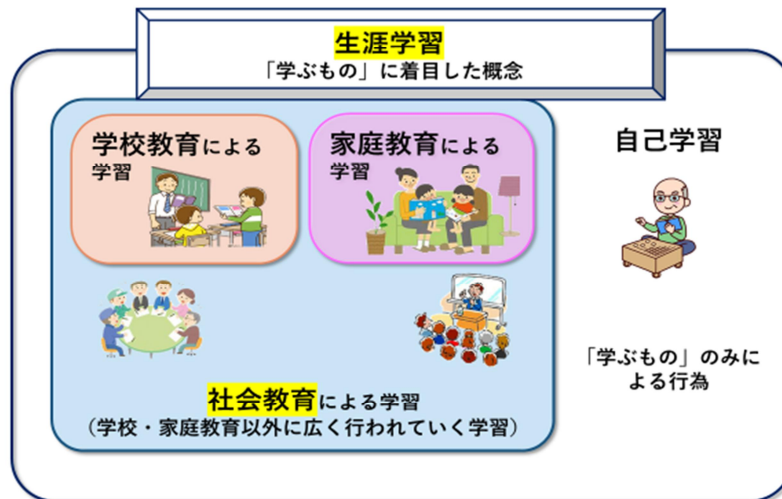 生涯学習
「学ぶもの」に着目した概念
学校教育による
学習
家庭教育による
学習
自己学習
「学ぶもの」のみに
よる行為
社会教育による学習
（学校・家庭教育以外に広く行われていく学習）